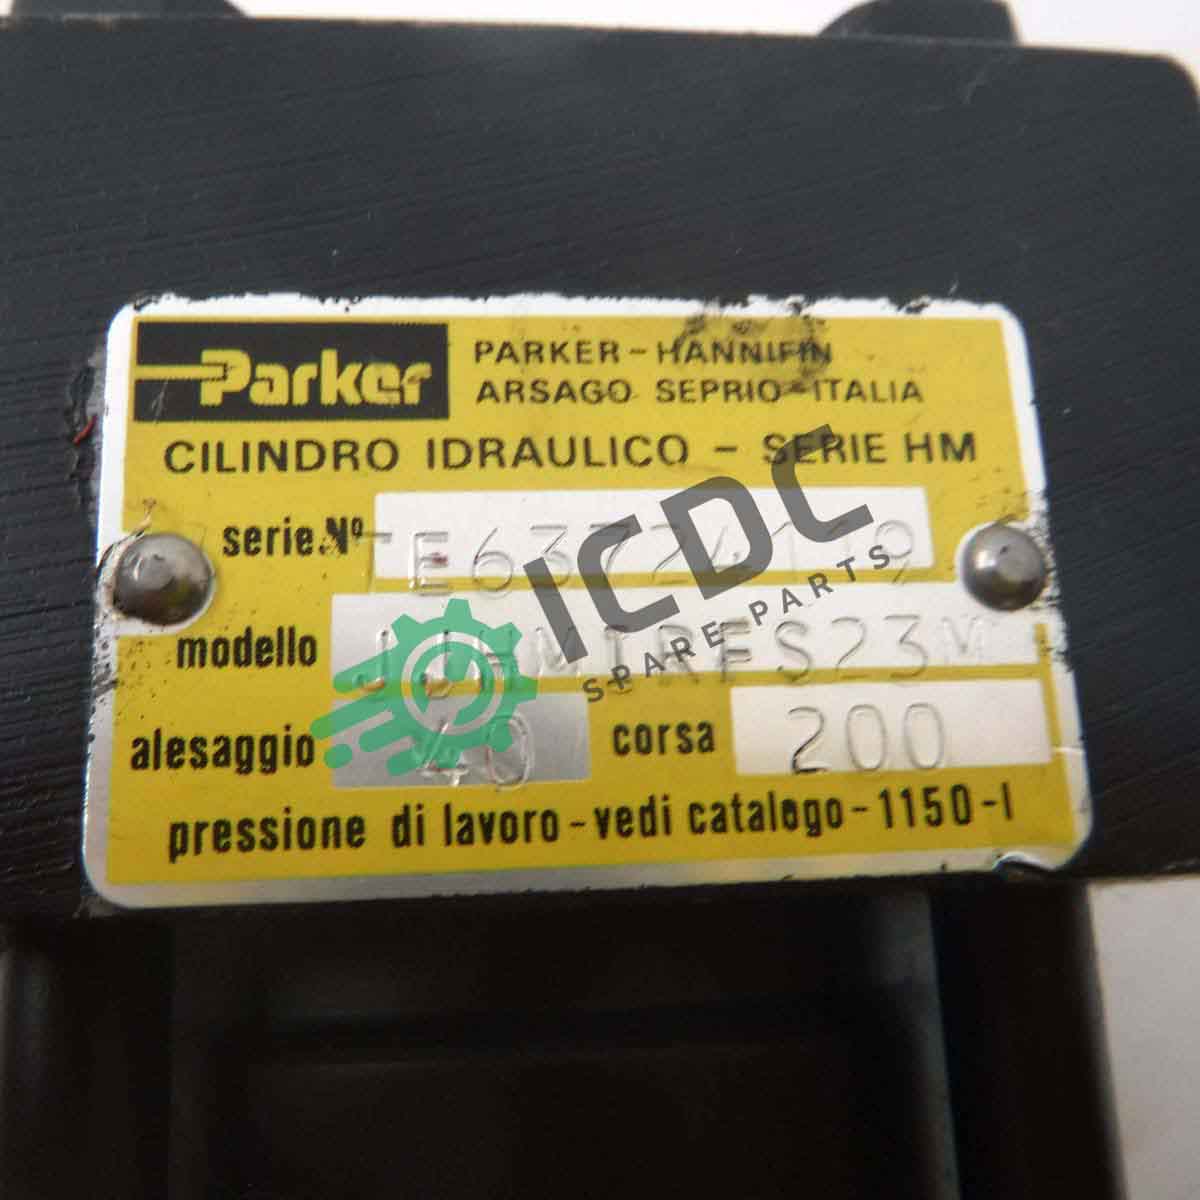 Parker
PARKER-HANNIFIN
ARSAGO SEPRIO-ITALIA
CILINDRO IDRAULICO - SERIE HM
serie Nº
modello
alesaggio 40 corsa 200
pressione di lavoro-vedi catalogo-1150-I
ICDC
SPARE PARTS